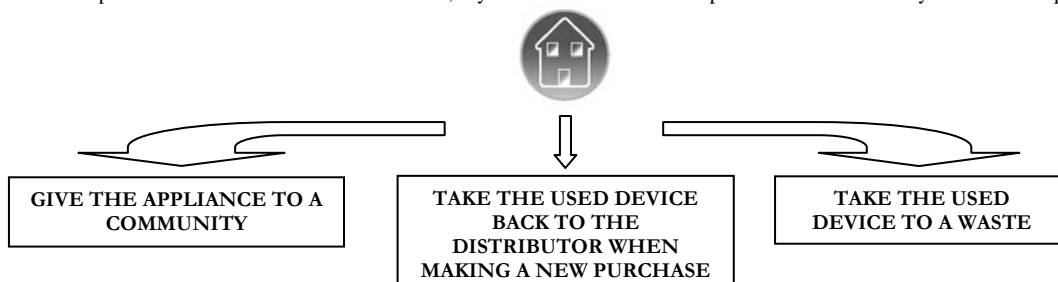 GIVE THE APPLIANCE TO A
COMMUNITY
TAKE THE USED DEVICE
BACK TO THE
DISTRIBUTOR WHEN
MAKING A NEW PURCHASE
TAKE THE USED
DEVICE TO A WASTE